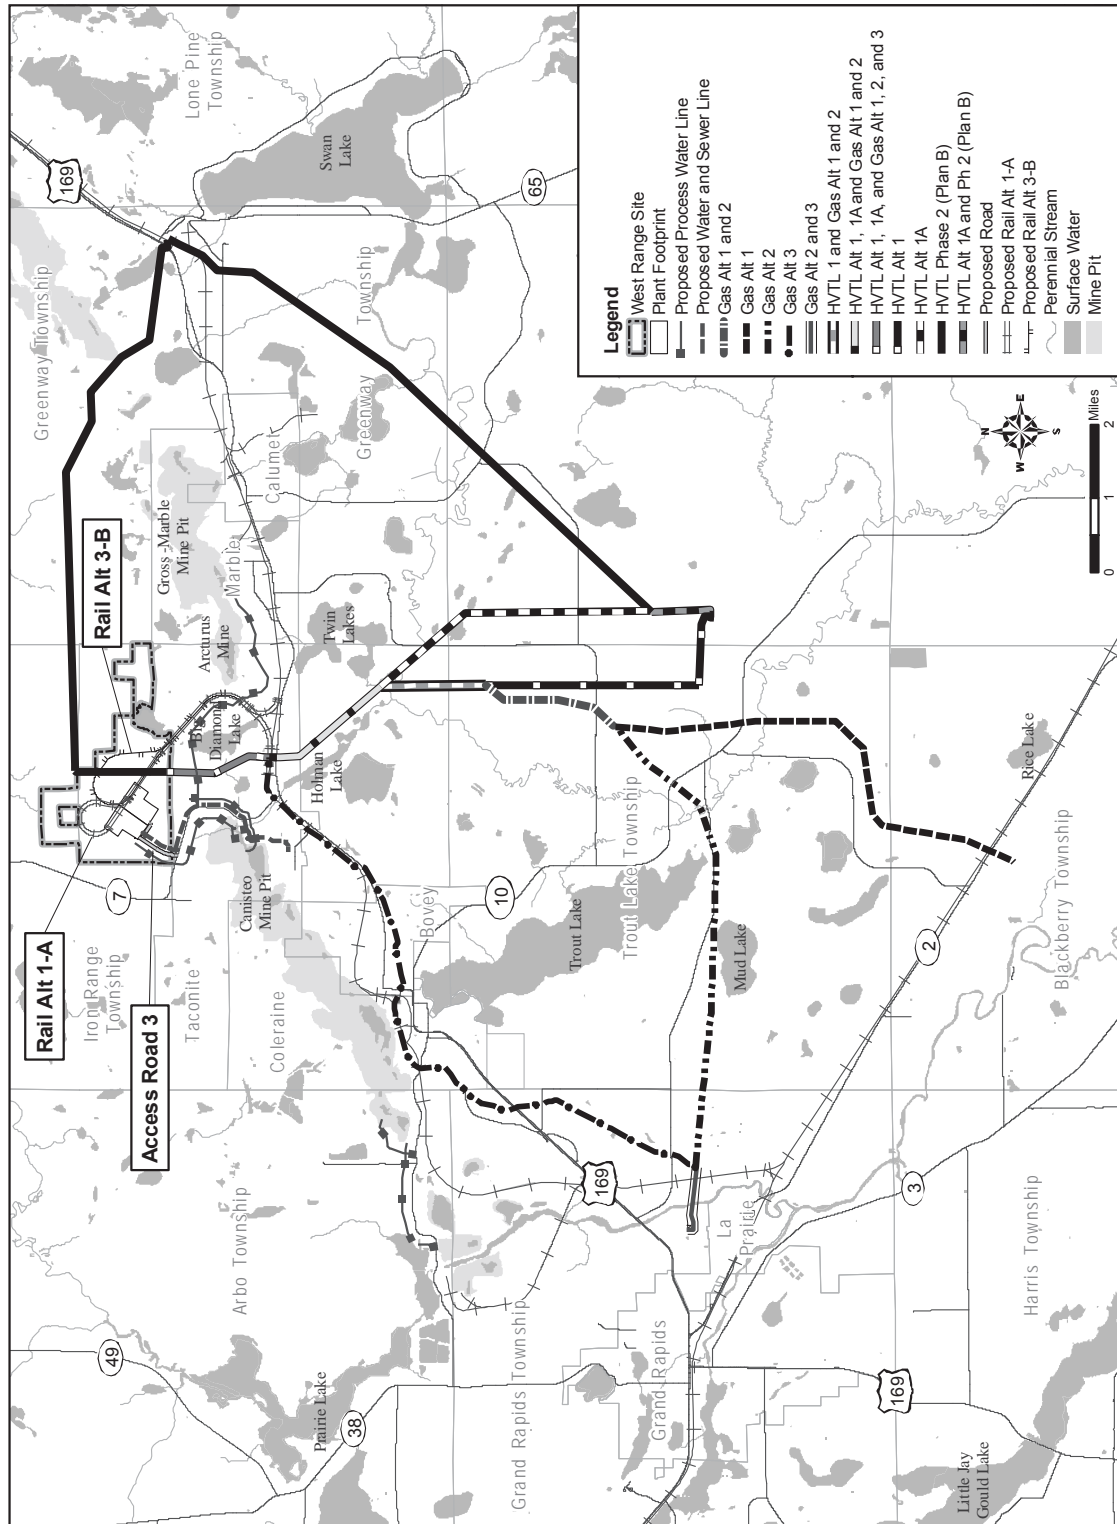 Lone Pine
Township
169
Swan
Lake
65
Greenway Township
Greenway
Township
Calumet
Gross-Marble
Mine Pit
Marble
Rail Alt 3-B
Arcturus
Mine
Twin
Lakes
Big
Diamond
Lake
Holman
Lake
7
Rail Alt 1-A
Access Road 3
Iron Range
Township
Taconite
Canisteo
Mine Pit
Coleraine
Bovey
10
Trout Lake
Trout Lake Township
Mud Lake
Rice Lake
Blackberry Township
2
3
169
La
Prairie
Harris Township
Arbo Township
49
Prairie Lake
38
Grand Rapids Township
Grand Rapids
169
Little Jay
Gould Lake
Legend
West Range Site
Plant Footprint
Proposed Process Water Line
Proposed Water and Sewer Line
Gas Alt 1 and 2
Gas Alt 1
Gas Alt 2
Gas Alt 3
Gas Alt 2 and 3
HVTL 1 and Gas Alt 1 and 2
HVTL Alt 1, 1A and Gas Alt 1 and 2
HVTL Alt 1, 1A, and Gas Alt 1, 2, and 3
HVTL Alt 1
HVTL Alt 1A
HVTL Phase 2 (Plan B)
HVTL Alt 1A and Ph 2 (Plan B)
Proposed Road
Proposed Rail Alt 1-A
Proposed Rail Alt 3-B
Perennial Stream
Surface Water
Mine Pit
N
W E
S
0 1 2
Miles